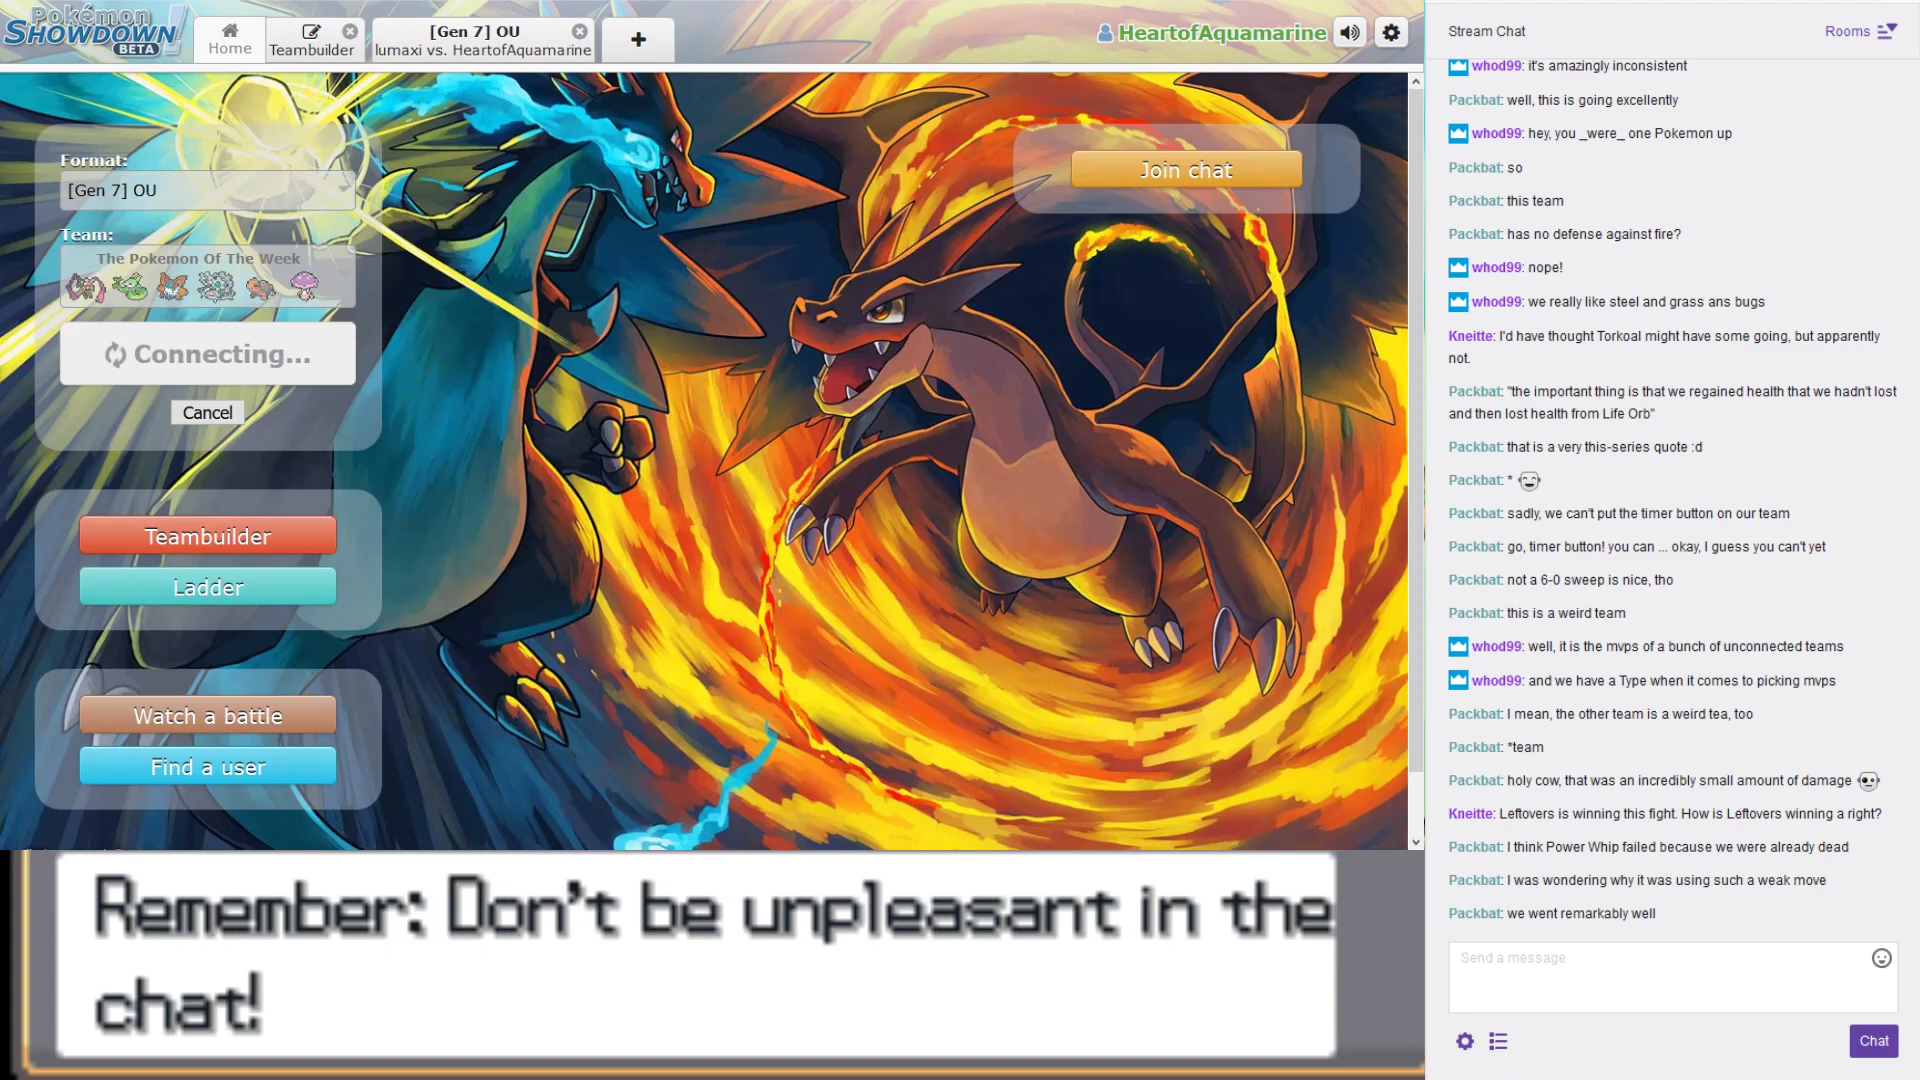 Pokémon
SHOWDOWN!
BETA
Home
Teambuilder
[Gen 7] OU
lumaxi vs. HeartofAquamarine
+
HeartofAquamarine
Format:
[Gen 7] OU
Team:
The Pokemon Of The Week
Connecting...
Cancel
Teambuilder
Ladder
Watch a battle
Find a user
Join chat
Remember: Don't be unpleasant in the
chat!
Stream Chat
Rooms
whod99: it's amazingly inconsistent
Packbat: well, this is going excellently
whod99: hey, you _were_ one Pokemon up
Packbat: so
Packbat: this team
Packbat: has no defense against fire?
whod99: nope!
whod99: we really like steel and grass ans bugs
Kneitte: I'd have thought Torkoal might have some going, but apparently
not.
Packbat: "the important thing is that we regained health that we hadn't lost
and then lost health from Life Orb"
Packbat: that is a very this-series quote :d
Packbat: *
Packbat: sadly, we can't put the timer button on our team
Packbat: go, timer button! you can ... okay, I guess you can't yet
Packbat: not a 6-0 sweep is nice, tho
Packbat: this is a weird team
whod99: well, it is the mvps of a bunch of unconnected teams
whod99: and we have a Type when it comes to picking mvps
Packbat: I mean, the other team is a weird tea, too
Packbat: *team
Packbat: holy cow, that was an incredibly small amount of damage
Kneitte: Leftovers is winning this fight. How is Leftovers winning a right?
Packbat: I think Power Whip failed because we were already dead
Packbat: I was wondering why it was using such a weak move
Packbat: we went remarkably well
Send a message
Chat